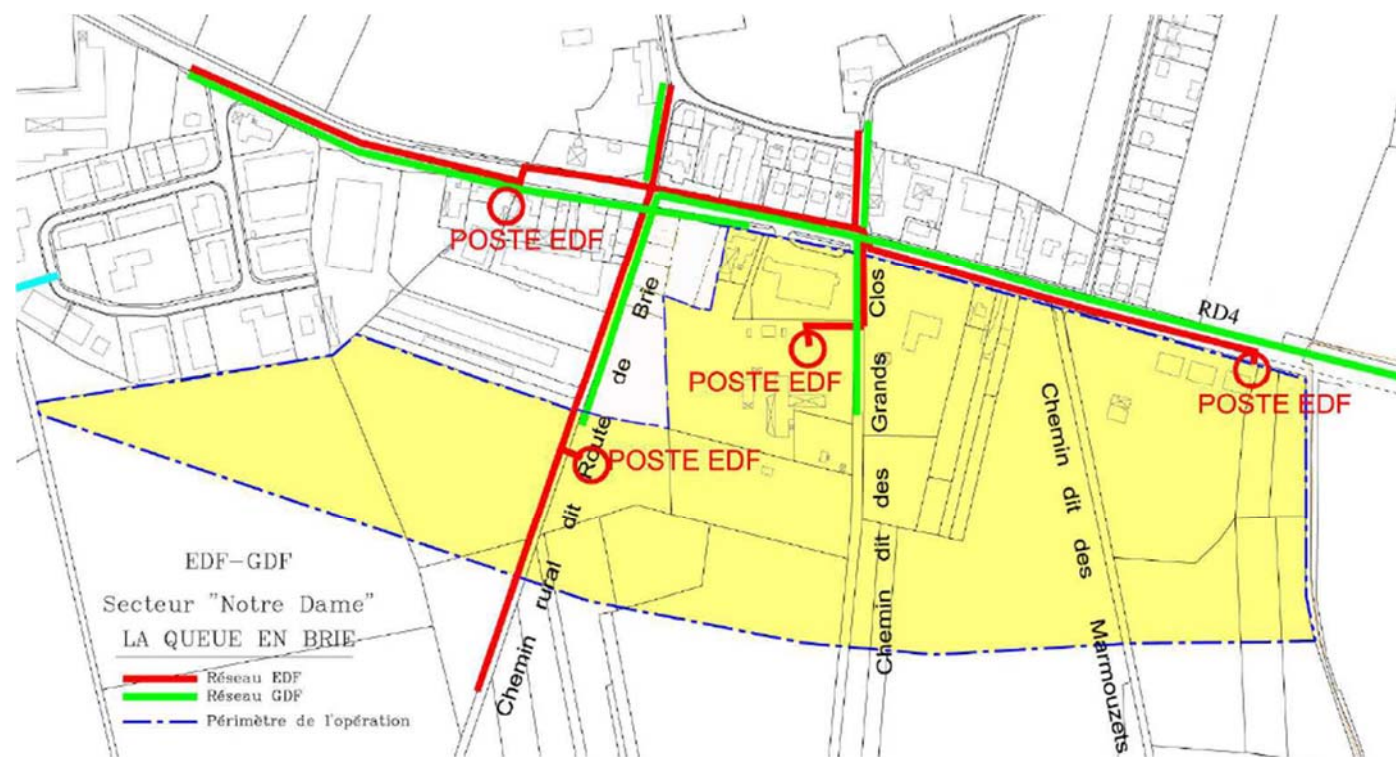 POSTE EDF
RD4
POSTE EDF
POSTE EDF
POSTE EDF
Chemin rural dit Route de Brie
Chemin dit des Grands Clos
Chemin dit des Marmouzets
EDF-GDF
Secteur "Notre Dame"
LA QUEUE EN BRIE
Réseau EDF
Réseau GDF
Périmètre de l'opération